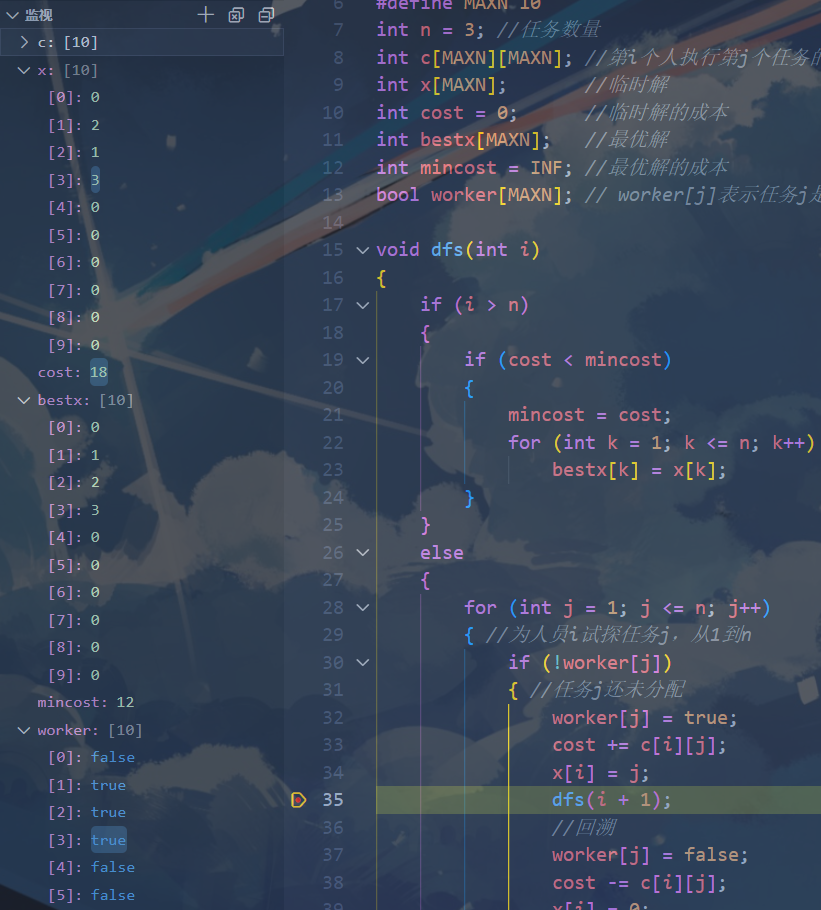 监视
c: [10]
x: [10]
[0]: 0
[1]: 2
[2]: 1
[3]: 3
[4]: 0
[5]: 0
[6]: 0
[7]: 0
[8]: 0
[9]: 0
cost: 18
bestx: [10]
[0]: 0
[1]: 1
[2]: 2
[3]: 3
[4]: 0
[5]: 0
[6]: 0
[7]: 0
[8]: 0
[9]: 0
mincost: 12
worker: [10]
[0]: false
[1]: true
[2]: true
[3]: true
[4]: false
[5]: false
6 #define MAXN 10
7 int n = 3; //任务数量
8 int c[MAXN][MAXN]; //第i个人执行第j个任务的
9 int x[MAXN]; //临时解
10 int cost = 0; //临时解的成本
11 int bestx[MAXN]; //最优解
12 int mincost = INF; //最优解的成本
13 bool worker[MAXN]; // worker[j]表示任务j是
14
15 void dfs(int i)
16 {
17 if (i > n)
18 {
19 if (cost < mincost)
20 {
21 mincost = cost;
22 for (int k = 1; k <= n; k++)
23 bestx[k] = x[k];
24 }
25 }
26 else
27 {
28 for (int j = 1; j <= n; j++)
29 { //为人员i试探任务j，从1到n
30 if (!worker[j])
31 { //任务j还未分配
32 worker[j] = true;
33 cost += c[i][j];
34 x[i] = j;
35 dfs(i + 1);
36 //回溯
37 worker[j] = false;
38 cost -= c[i][j];
39 x[i] = 0;